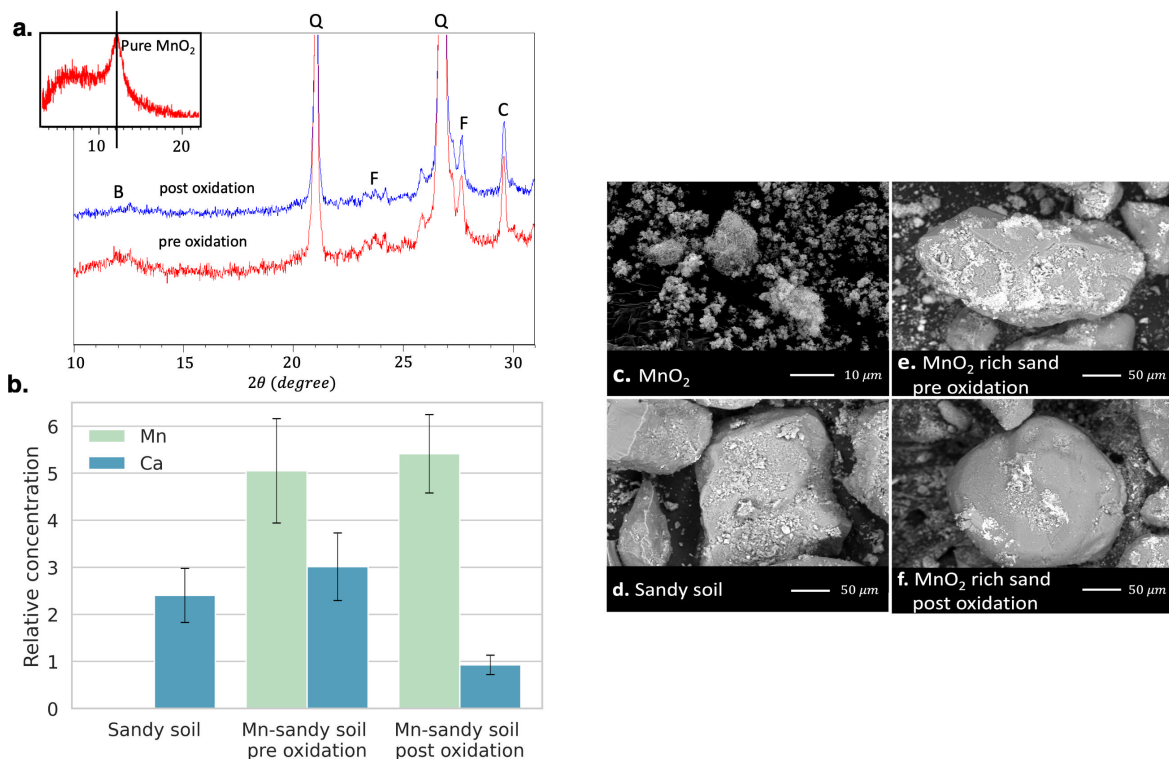 a.
Pure MnO₂
10 20
Q Q
F C
B post oxidation F
pre oxidation
10 15 20 25 30
2θ (degree)
b.
6
5
4
3
2
1
0
Relative concentration
Mn
Ca
Sandy soil Mn-sandy soil Mn-sandy soil
pre oxidation post oxidation
c. MnO₂ 10 μm
e. MnO₂ rich sand
pre oxidation 50 μm
d. Sandy soil 50 μm
f. MnO₂ rich sand
post oxidation 50 μm